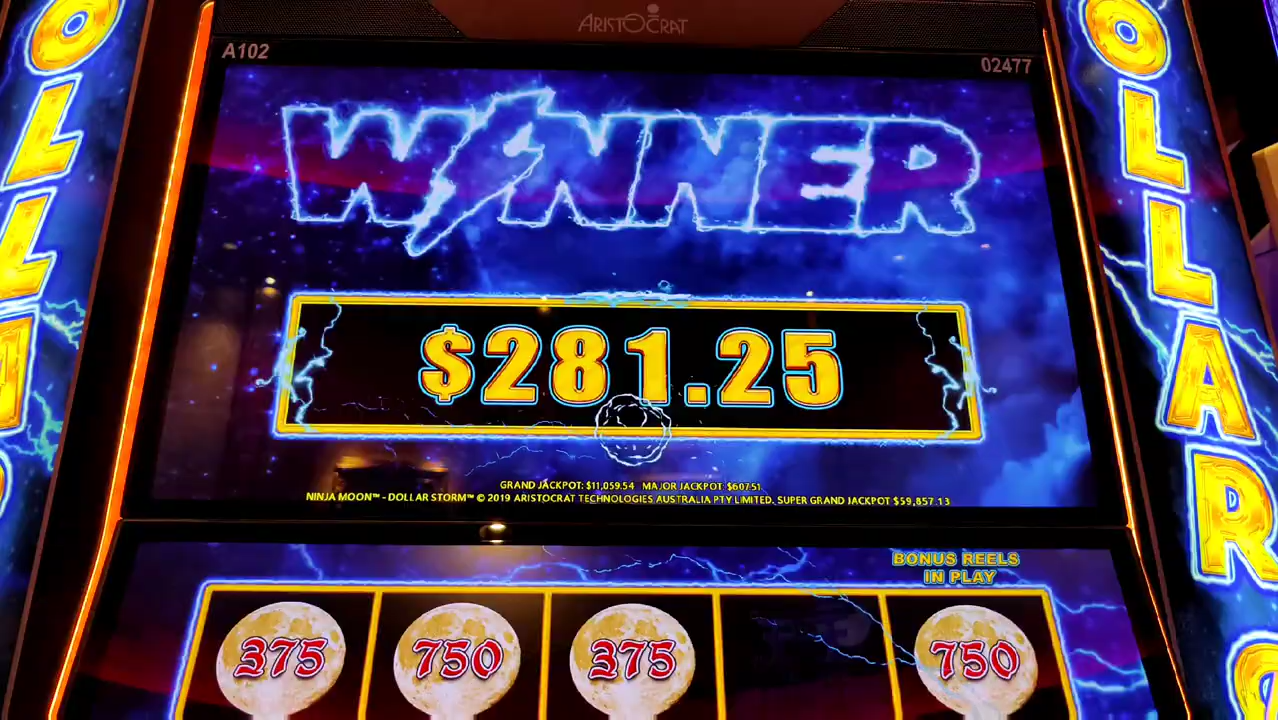 ARISTOCRAT
A102
02477
WINNER
$281.25
GRAND JACKPOT: $11,059.54 MAJOR JACKPOT: $607.51
NINJA MOON™ - DOLLAR STORM™ © 2019 ARISTOCRAT TECHNOLOGIES AUSTRALIA PTY LIMITED. SUPER GRAND JACKPOT $59,857.13
BONUS REELS
IN PLAY
375 750 375 750
OLLAR
OLLAR